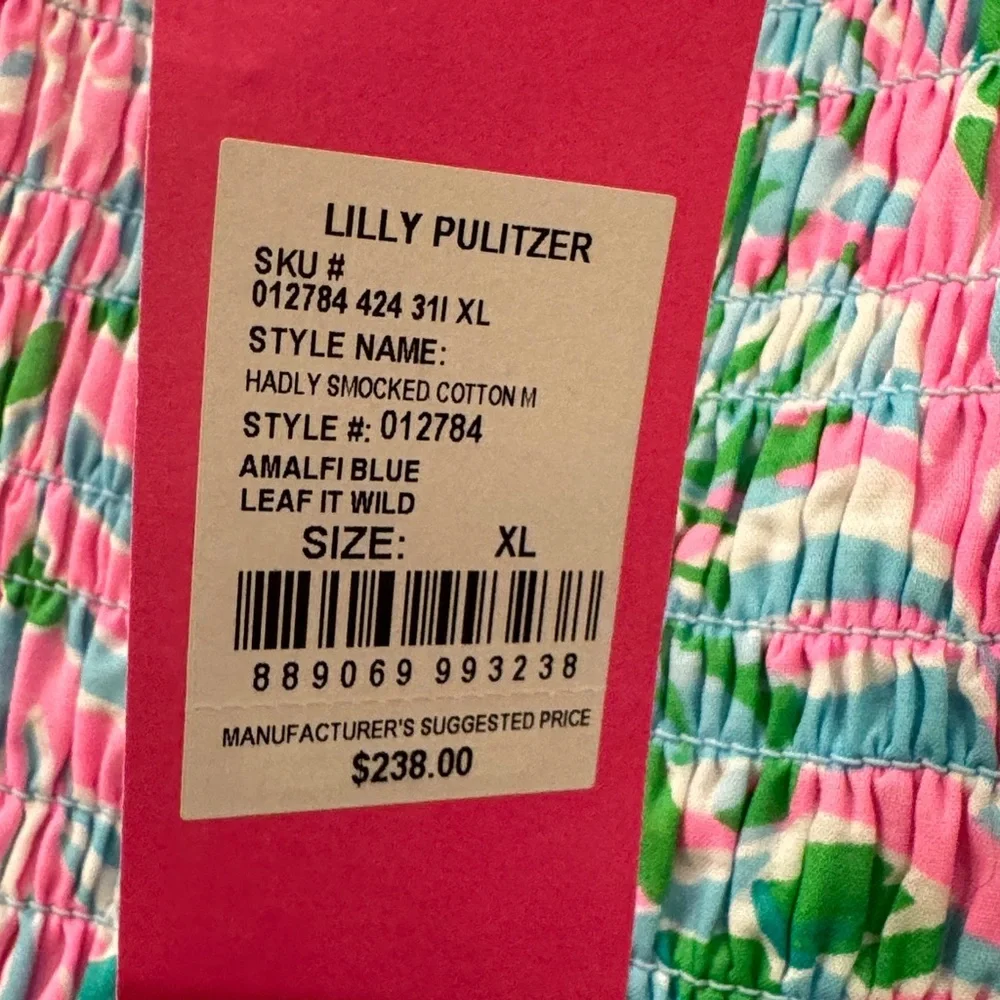 LILLY PULITZER
SKU #
012784 424 31I XL
STYLE NAME:
HADLY SMOCKED COTTON M
STYLE #: 012784
AMALFI BLUE
LEAF IT WILD
SIZE: XL
889069 993238
MANUFACTURER'S SUGGESTED PRICE
$238.00